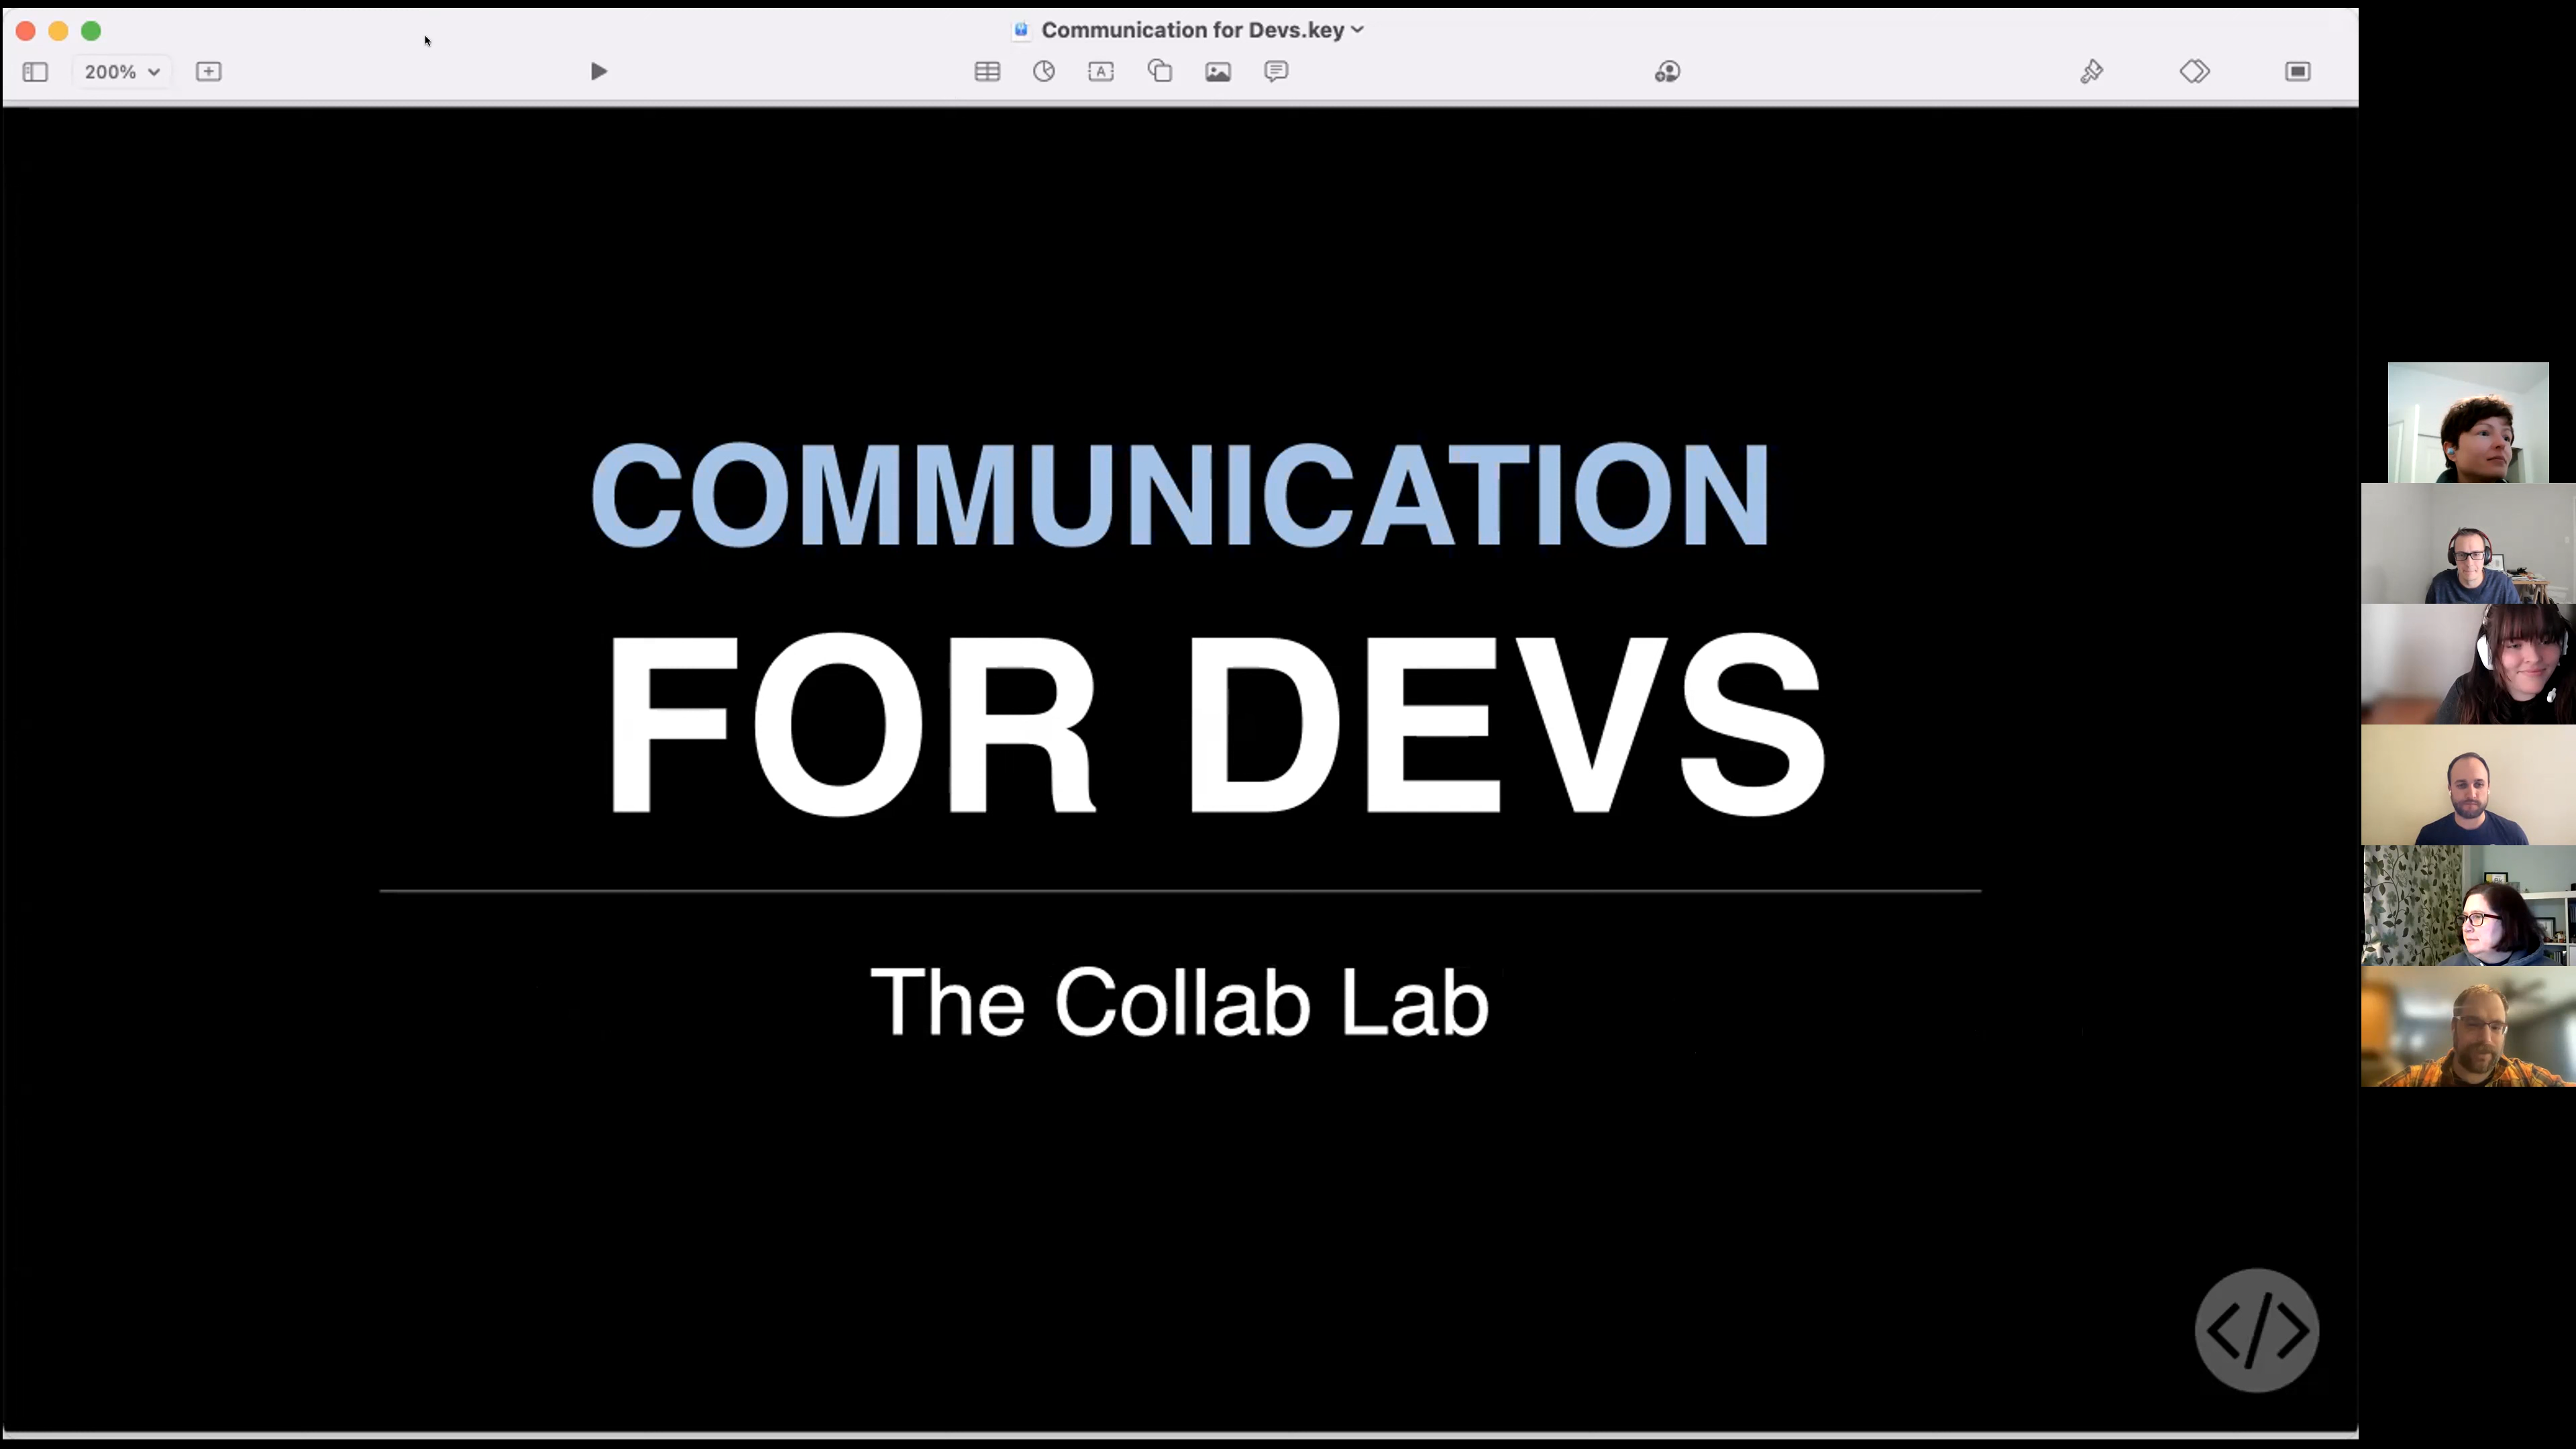 Communication for Devs.key
200%
COMMUNICATION
FOR DEVS
The Collab Lab
</>